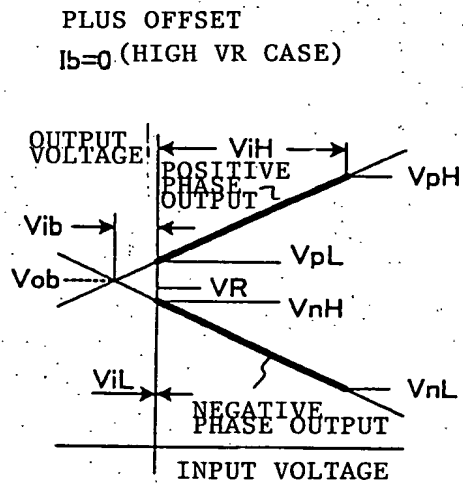 PLUS OFFSET
Ib=0 (HIGH VR CASE)
OUTPUT
VOLTAGE
ViH
POSITIVE
PHASE
OUTPUT
VpH
Vib
VpL
Vob
VR
VnH
ViL
VnL
NEGATIVE
PHASE OUTPUT
INPUT VOLTAGE